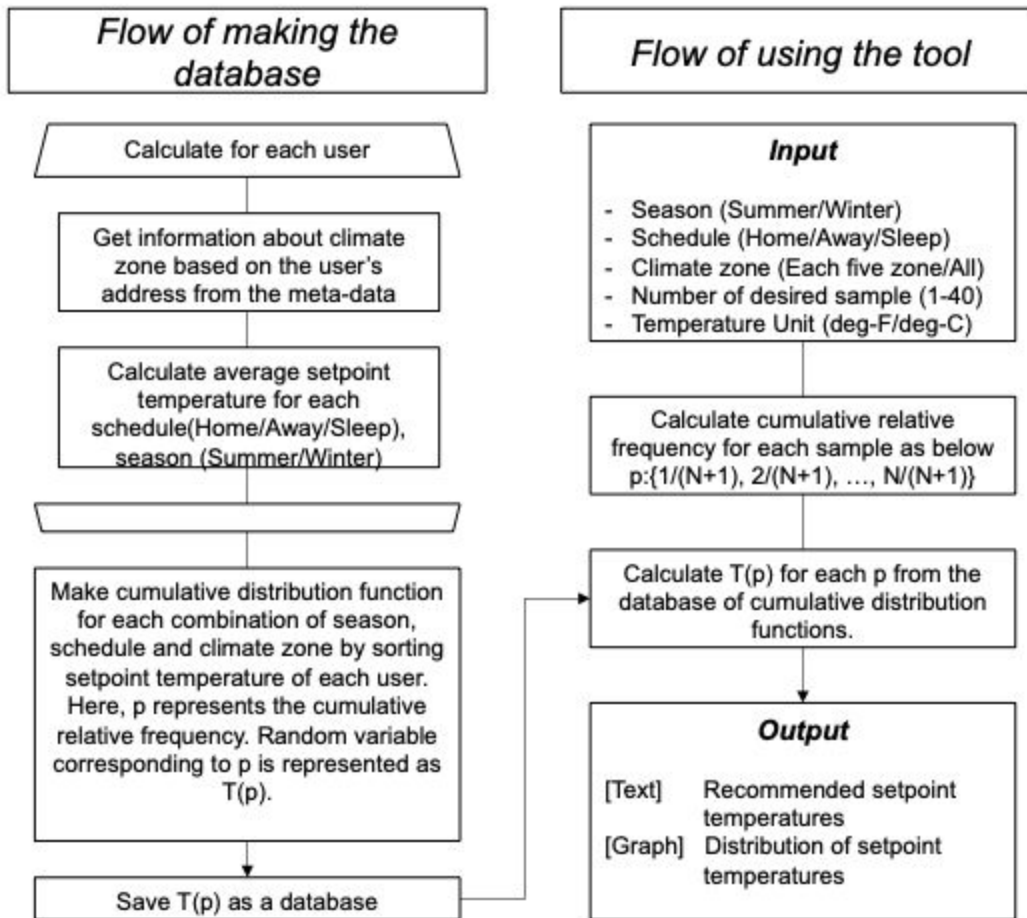 Flow of making the
database
Calculate for each user
Get information about climate
zone based on the user's
address from the meta-data
Calculate average setpoint
temperature for each
schedule(Home/Away/Sleep),
season (Summer/Winter)
Make cumulative distribution function
for each combination of season,
schedule and climate zone by sorting
setpoint temperature of each user.
Here, p represents the cumulative
relative frequency. Random variable
corresponding to p is represented as
T(p).
Save T(p) as a database
Flow of using the tool
Input
- Season (Summer/Winter)
- Schedule (Home/Away/Sleep)
- Climate zone (Each five zone/All)
- Number of desired sample (1-40)
- Temperature Unit (deg-F/deg-C)
Calculate cumulative relative
frequency for each sample as below
p:{1/(N+1), 2/(N+1), …, N/(N+1)}
Calculate T(p) for each p from the
database of cumulative distribution
functions.
Output
[Text] Recommended setpoint
temperatures
[Graph] Distribution of setpoint
temperatures